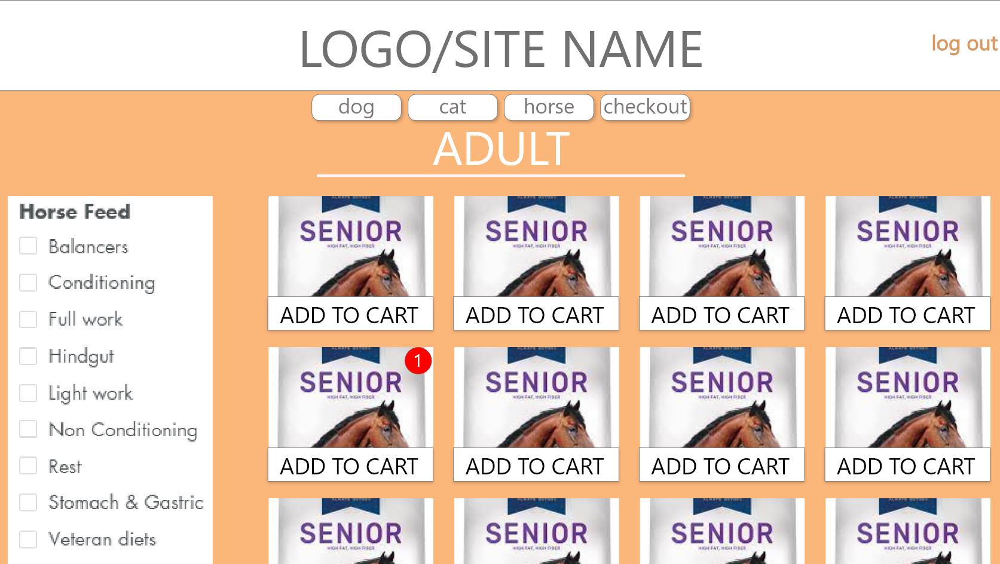 LOGO/SITE NAME
log out
dog
cat
horse
checkout
ADULT
Horse Feed
Balancers
Conditioning
Full work
Hindgut
Light work
Non Conditioning
Rest
Stomach & Gastric
Veteran diets
SENIOR
HIGH FAT, HIGH FIBER
ADD TO CART
SENIOR
HIGH FAT, HIGH FIBER
ADD TO CART
SENIOR
HIGH FAT, HIGH FIBER
ADD TO CART
SENIOR
HIGH FAT, HIGH FIBER
ADD TO CART
1
SENIOR
HIGH FAT, HIGH FIBER
ADD TO CART
SENIOR
HIGH FAT, HIGH FIBER
ADD TO CART
SENIOR
HIGH FAT, HIGH FIBER
ADD TO CART
SENIOR
HIGH FAT, HIGH FIBER
ADD TO CART
SENIOR
HIGH FAT, HIGH FIBER
SENIOR
HIGH FAT, HIGH FIBER
SENIOR
HIGH FAT, HIGH FIBER
SENIOR
HIGH FAT, HIGH FIBER